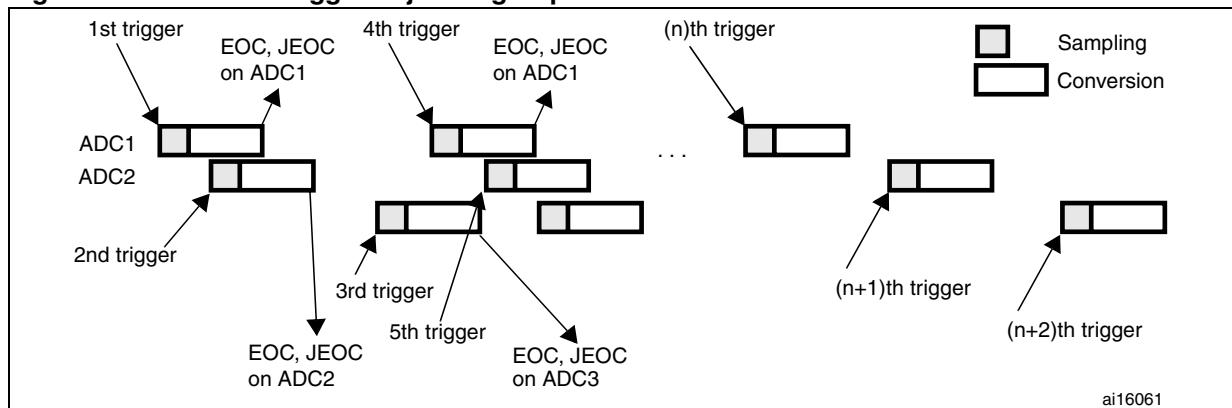 1st trigger
EOC, JEOC
on ADC1
4th trigger
EOC, JEOC
on ADC1
(n)th trigger
Sampling
Conversion
ADC1
ADC2
. . .
2nd trigger
3rd trigger
5th trigger
(n+1)th trigger
(n+2)th trigger
EOC, JEOC
on ADC2
EOC, JEOC
on ADC3
ai16061